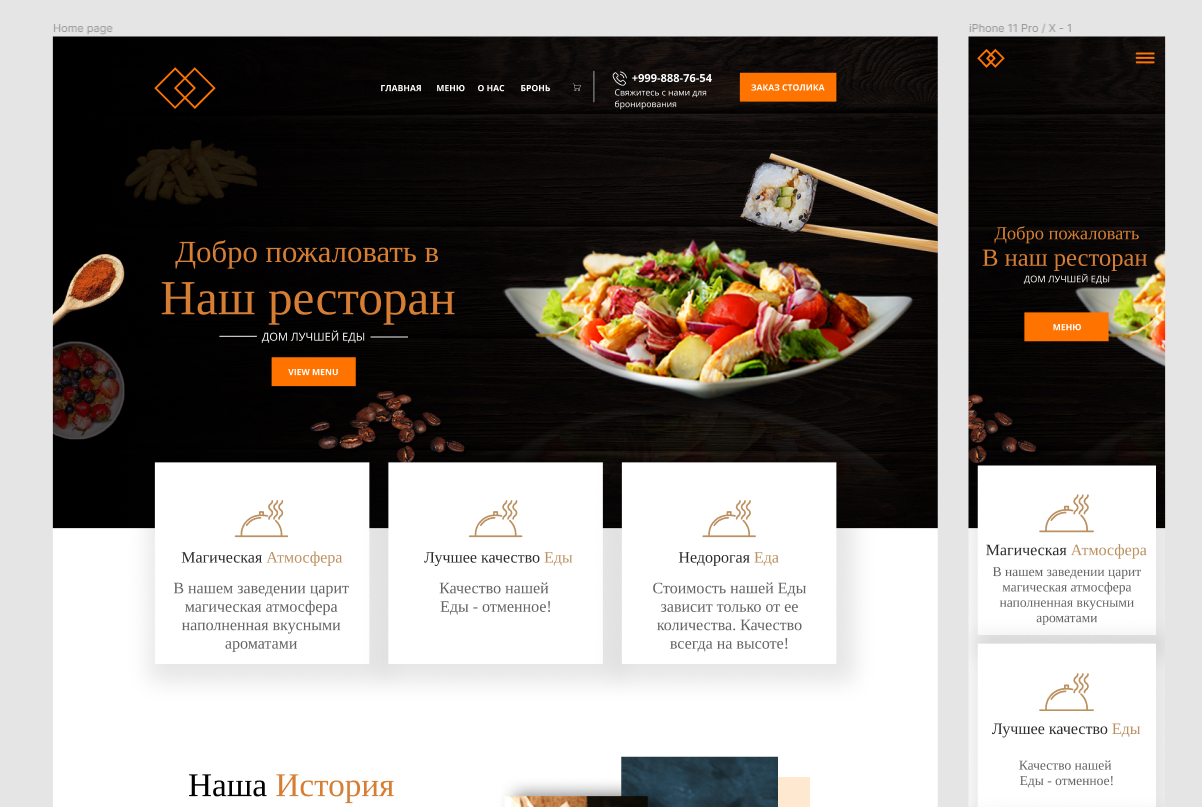 Home page
ГЛАВНАЯ МЕНЮ О НАС БРОНЬ
+999-888-76-54
Свяжитесь с нами для
бронирования
ЗАКАЗ СТОЛИКА
Добро пожаловать в
Наш ресторан
ДОМ ЛУЧШЕЙ ЕДЫ
VIEW MENU
Магическая Атмосфера
В нашем заведении царит
магическая атмосфера
наполненная вкусными
ароматами
Лучшее качество Еды
Качество нашей
Еды - отменное!
Недорогая Еда
Стоимость нашей Еды
зависит только от ее
количества. Качество
всегда на высоте!
Наша История
iPhone 11 Pro / X - 1
Добро пожаловать
В наш ресторан
ДОМ ЛУЧШЕЙ ЕДЫ
МЕНЮ
Магическая Атмосфера
В нашем заведении царит
магическая атмосфера
наполненная вкусными
ароматами
Лучшее качество Еды
Качество нашей
Еды - отменное!